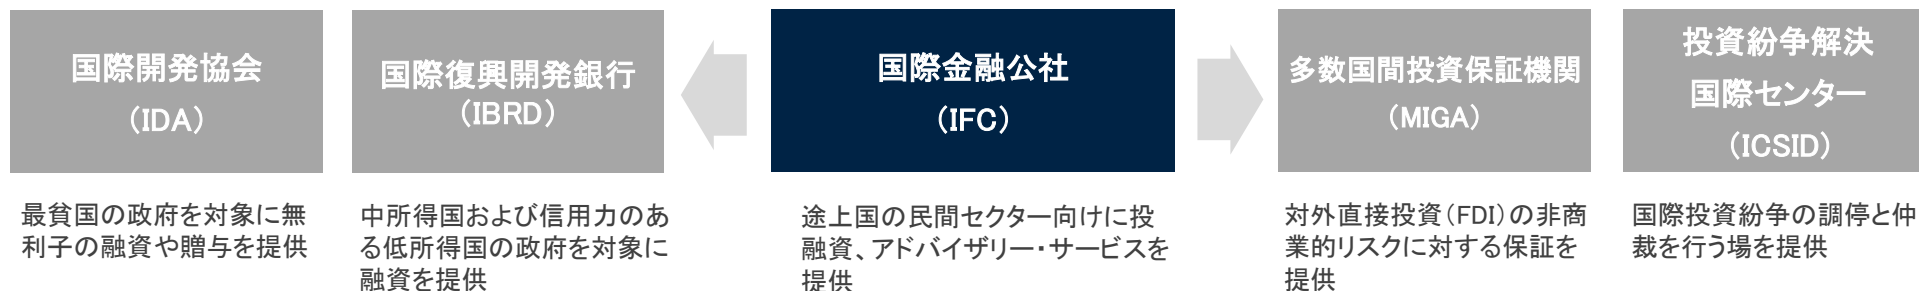 国際開発協会
（IDA）
最貧国の政府を対象に無
利子の融資や贈与を提供
国際復興開発銀行
（IBRD）
中所得国および信用力のあ
る低所得国の政府を対象に
融資を提供
国際金融公社
（IFC）
途上国の民間セクター向けに投
融資、アドバイザリー・サービスを
提供
多数国間投資保証機関
（MIGA）
対外直接投資（FDI）の非商
業的リスクに対する保証を
提供
投資紛争解決
国際センター
（ICSID）
国際投資紛争の調停と仲
裁を行う場を提供